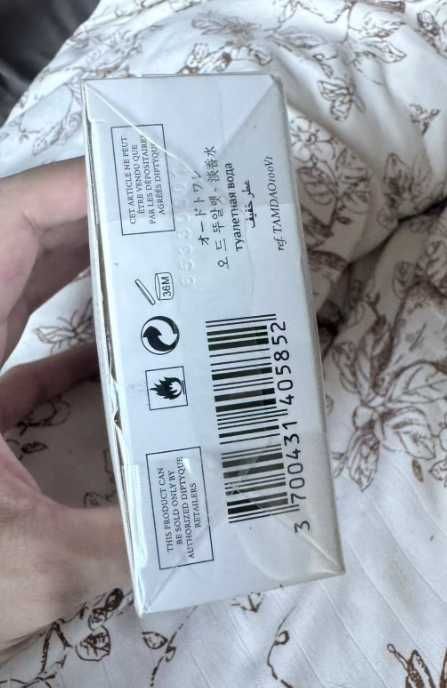 CET ARTICLE NE PEUT
ÊTRE VENDU QUE
PAR LES DÉPOSITAIRES
AGRÉÉS DIPTYQUE
オードトワレ
오 드 뚜왈렛 · 淡香水
туалетная вода
عطر خفيف
ref. TAMDAO100V1
36M
3 700431 405852
THIS PRODUCT CAN
BE SOLD ONLY BY
AUTHORIZED DIPTYQUE
RETAILERS